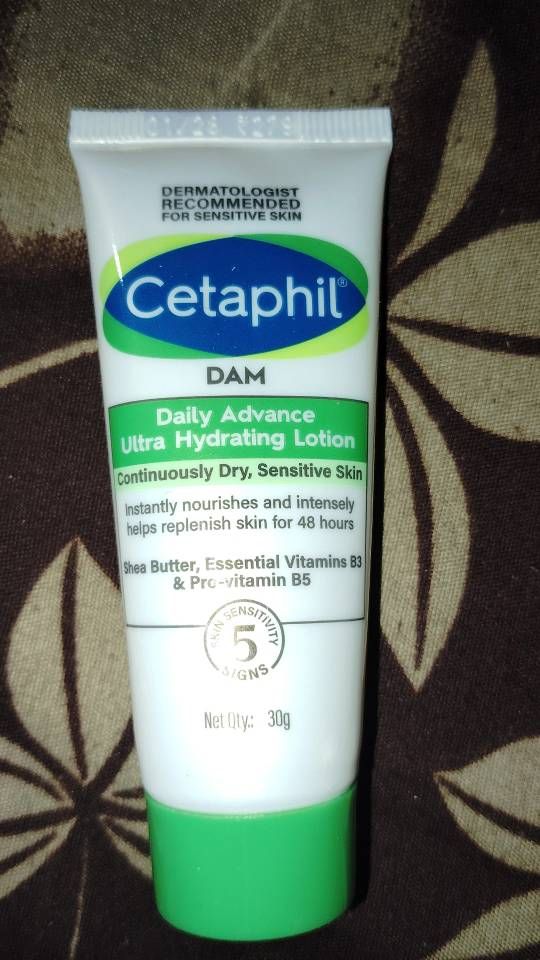 DERMATOLOGIST
RECOMMENDED
FOR SENSITIVE SKIN
Cetaphil®
DAM
Daily Advance
Ultra Hydrating Lotion
Continuously Dry, Sensitive Skin
Instantly nourishes and intensely
helps replenish skin for 48 hours
Shea Butter, Essential Vitamins B3
& Pro-vitamin B5
SKIN SENSITIVITY
5
SIGNS
Net Qty.: 30g